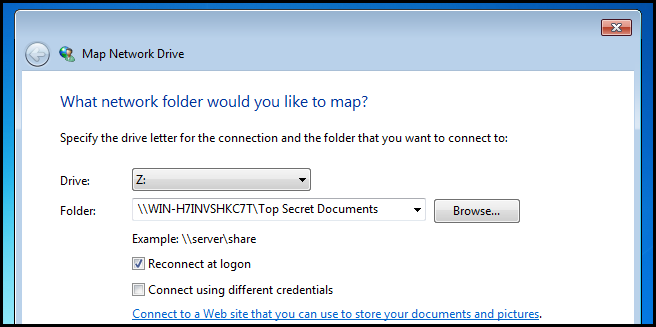 Map Network Drive
What network folder would you like to map?
Specify the drive letter for the connection and the folder that you want to connect to:
Drive: Z:
Folder: \\WIN-H7INVSHKC7T\Top Secret Documents Browse...
Example: \\server\share
Reconnect at logon
Connect using different credentials
Connect to a Web site that you can use to store your documents and pictures.